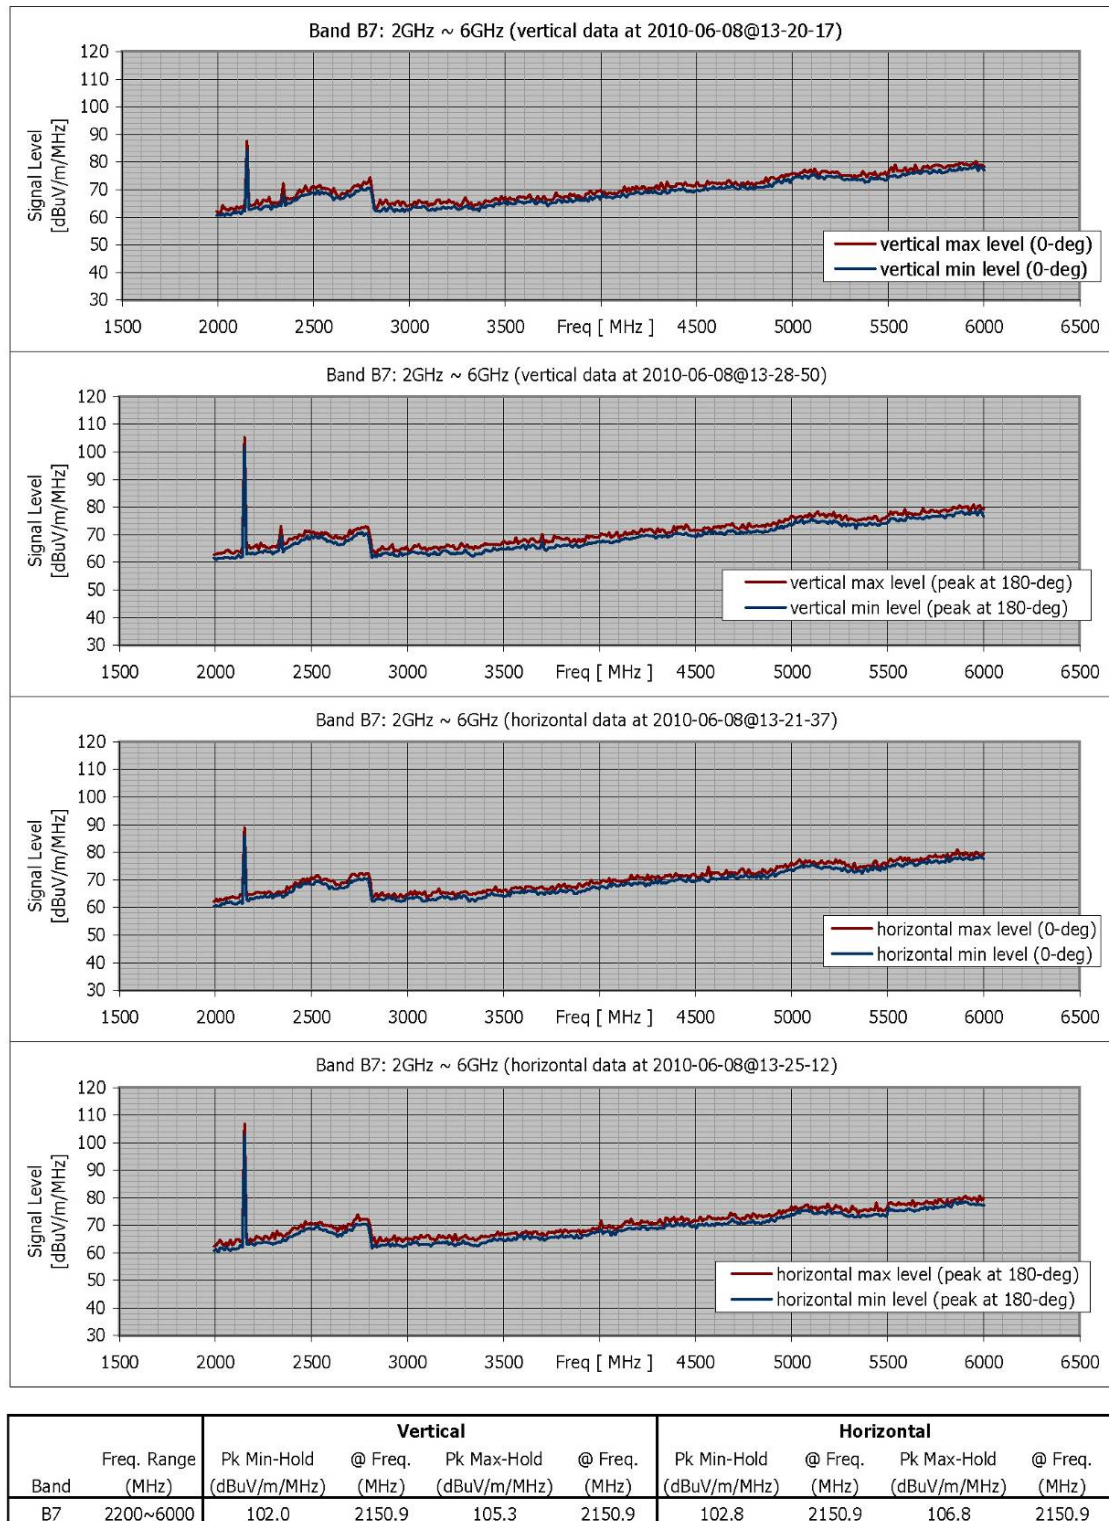 Band B7: 2GHz ~ 6GHz (vertical data at 2010-06-08@13-20-17)
120
110
100
90
80
70
60
50
40
30
Signal Level
[dBuV/m/MHz]
vertical max level (0-deg)
vertical min level (0-deg)
1500 2000 2500 3000 3500 Freq [ MHz ] 4500 5000 5500 6000 6500
Band B7: 2GHz ~ 6GHz (vertical data at 2010-06-08@13-28-50)
120
110
100
90
80
70
60
50
40
30
Signal Level
[dBuV/m/MHz]
vertical max level (peak at 180-deg)
vertical min level (peak at 180-deg)
1500 2000 2500 3000 3500 Freq [ MHz ] 4500 5000 5500 6000 6500
Band B7: 2GHz ~ 6GHz (horizontal data at 2010-06-08@13-21-37)
120
110
100
90
80
70
60
50
40
30
Signal Level
[dBuV/m/MHz]
horizontal max level (0-deg)
horizontal min level (0-deg)
1500 2000 2500 3000 3500 Freq [ MHz ] 4500 5000 5500 6000 6500
Band B7: 2GHz ~ 6GHz (horizontal data at 2010-06-08@13-25-12)
120
110
100
90
80
70
60
50
40
30
Signal Level
[dBuV/m/MHz]
horizontal max level (peak at 180-deg)
horizontal min level (peak at 180-deg)
1500 2000 2500 3000 3500 Freq [ MHz ] 4500 5000 5500 6000 6500
Vertical Horizontal
Freq. Range Pk Min-Hold @ Freq. Pk Max-Hold @ Freq. Pk Min-Hold @ Freq. Pk Max-Hold @ Freq.
Band (MHz) (dBuV/m/MHz) (MHz) (dBuV/m/MHz) (MHz) (dBuV/m/MHz) (MHz) (dBuV/m/MHz) (MHz)
B7 2200~6000 102.0 2150.9 105.3 2150.9 102.8 2150.9 106.8 2150.9